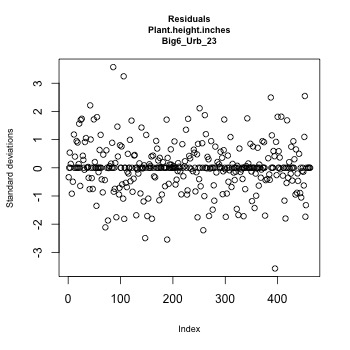 Residuals
Plant.height.inches
Big6_Urb_23
Standard deviations
3
2
1
0
-1
-2
-3
0
100
200
300
400
Index